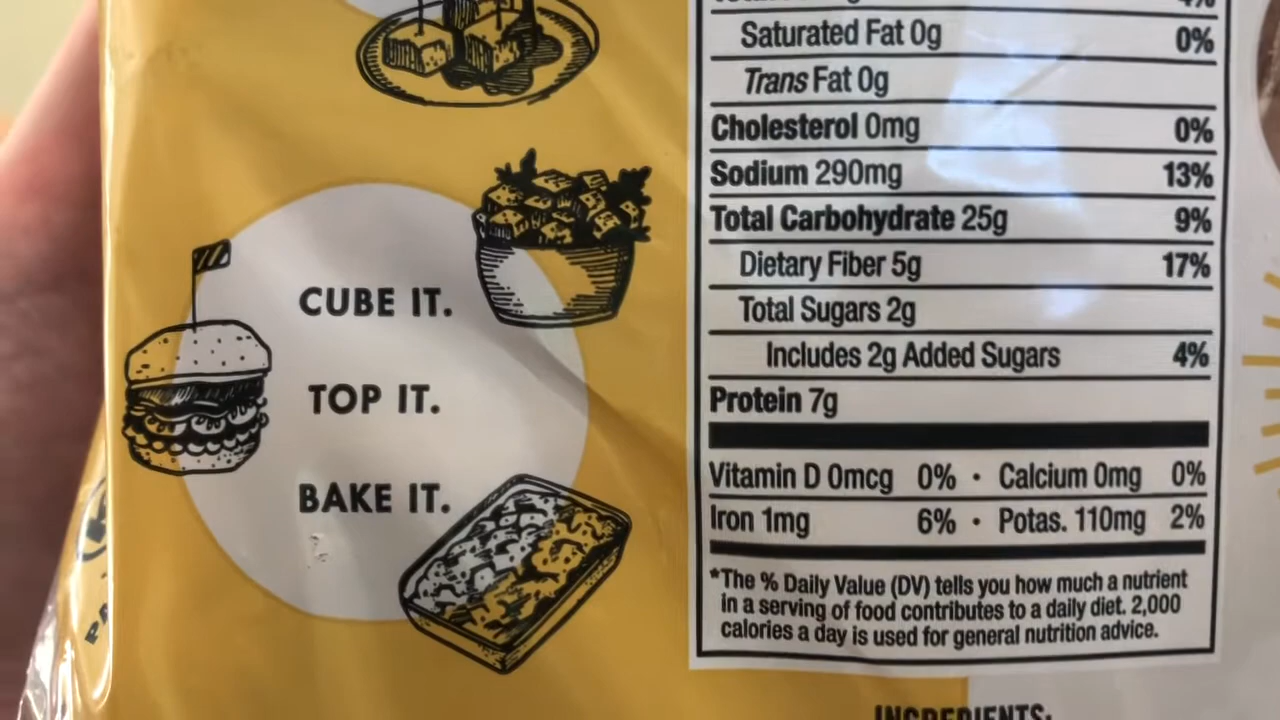 CUBE IT.
TOP IT.
BAKE IT.
4%
Saturated Fat 0g 0%
Trans Fat 0g
Cholesterol 0mg 0%
Sodium 290mg 13%
Total Carbohydrate 25g 9%
Dietary Fiber 5g 17%
Total Sugars 2g
Includes 2g Added Sugars 4%
Protein 7g
Vitamin D 0mcg 0% • Calcium 0mg 0%
Iron 1mg 6% • Potas. 110mg 2%
*The % Daily Value (DV) tells you how much a nutrient
in a serving of food contributes to a daily diet. 2,000
calories a day is used for general nutrition advice.
INGREDIENTS: